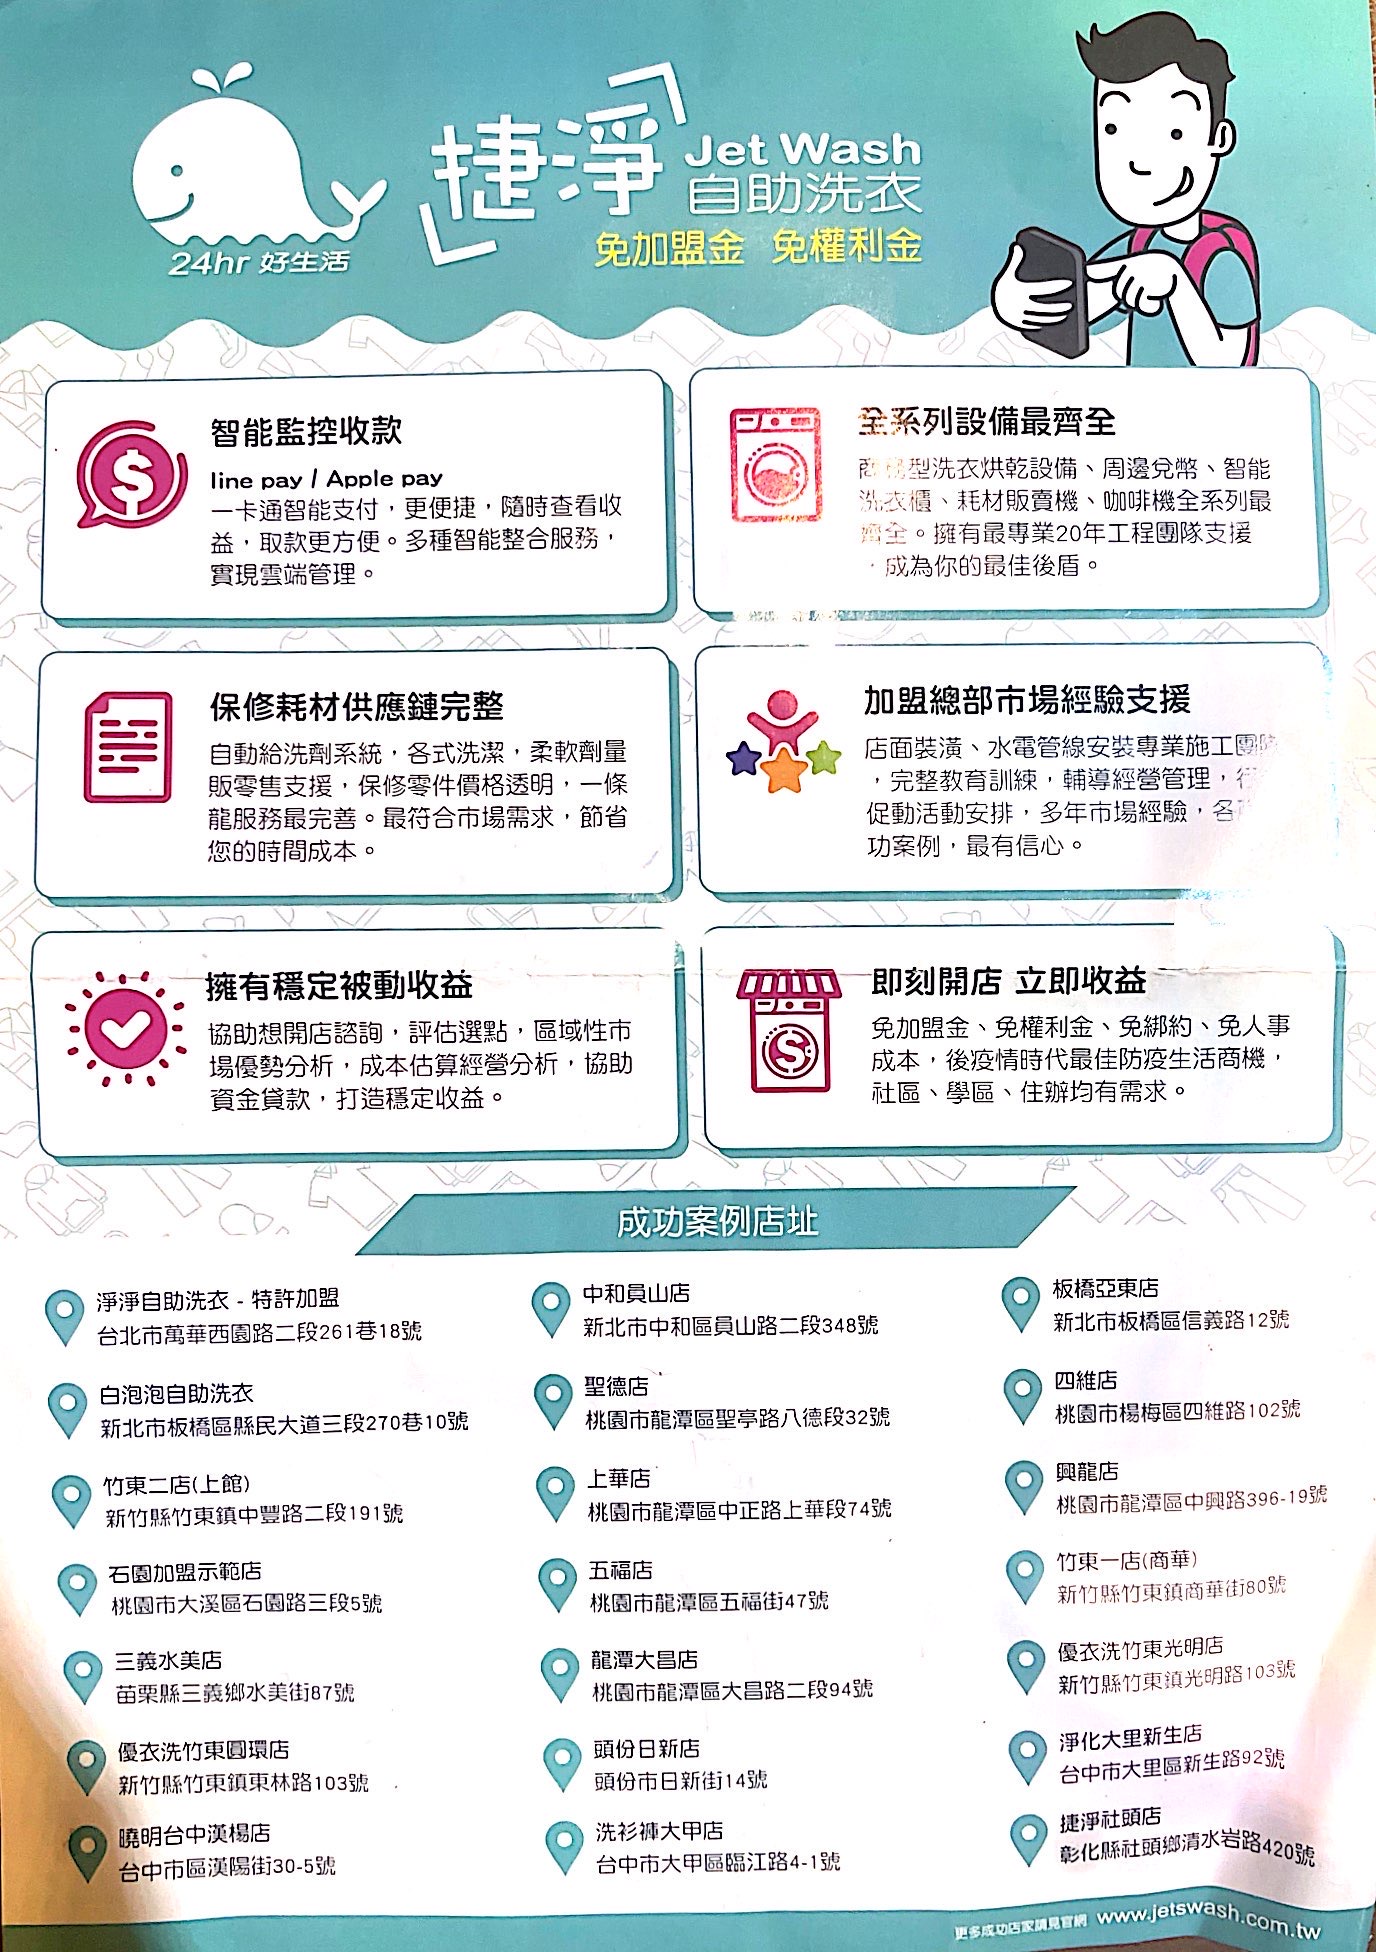 24hr 好生活
捷淨
Jet Wash
自助洗衣
免加盟金 免權利金
智能監控收款
line pay / Apple pay
一卡通智能支付，更便捷，隨時查看收
益，取款更方便。多種智能整合服務，
實現雲端管理。
全系列設備最齊全
商 型洗衣烘乾設備、周邊兌幣、智能
洗衣櫃、耗材販賣機、咖啡機全系列最
齊全。擁有最專業20年工程團隊支援
，成為你的最佳後盾。
保修耗材供應鏈完整
自動給洗劑系統，各式洗潔，柔軟劑量
販零售支援，保修零件價格透明，一條
龍服務最完善。最符合市場需求，節省
您的時間成本。
加盟總部市場經驗支援
店面裝潢、水電管線安裝專業施工團隊
，完整教育訓練，輔導經營管理，行
促動活動安排，多年市場經驗，各
功案例，最有信心。
擁有穩定被動收益
協助想開店諮詢，評估選點，區域性市
場優勢分析，成本估算經營分析，協助
資金貸款，打造穩定收益。
即刻開店 立即收益
免加盟金、免權利金、免綁約、免人事
成本，後疫情時代最佳防疫生活商機，
社區、學區、住辦均有需求。
成功案例店址
淨淨自助洗衣 - 特許加盟
台北市萬華西園路二段261巷18號
白泡泡自助洗衣
新北市板橋區縣民大道三段270巷10號
竹東二店(上館)
新竹縣竹東鎮中豐路二段191號
石園加盟示範店
桃園市大溪區石園路三段5號
三義水美店
苗栗縣三義鄉水美街87號
優衣洗竹東圓環店
新竹縣竹東鎮東林路103號
曉明台中漢楊店
台中市區漢陽街30-5號
中和員山店
新北市中和區員山路二段348號
聖德店
桃園市龍潭區聖亭路八德段32號
上華店
桃園市龍潭區中正路上華段74號
五福店
桃園市龍潭區五福街47號
龍潭大昌店
桃園市龍潭區大昌路二段94號
頭份日新店
頭份市日新街14號
洗衫褲大甲店
台中市大甲區臨江路4-1號
板橋亞東店
新北市板橋區信義路12號
四維店
桃園市楊梅區四維路102號
興龍店
桃園市龍潭區中興路396-19號
竹東一店(商華)
新竹縣竹東鎮商華街80號
優衣洗竹東光明店
新竹縣竹東鎮光明路103號
淨化大里新生店
台中市大里區新生路92號
捷淨社頭店
彰化縣社頭鄉清水岩路420號
更多成功店家請見官網 www.jetswash.com.tw